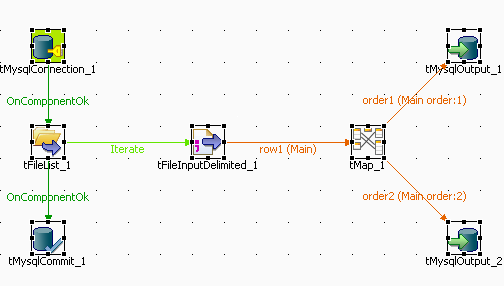 tMysqlConnection_1
tMysqlOutput_1
OnComponentOk
order1 (Main order:1)
tFileList_1
Iterate
tFileInputDelimited_1
row1 (Main)
tMap_1
OnComponentOk
order2 (Main order:2)
tMysqlCommit_1
tMysqlOutput_2